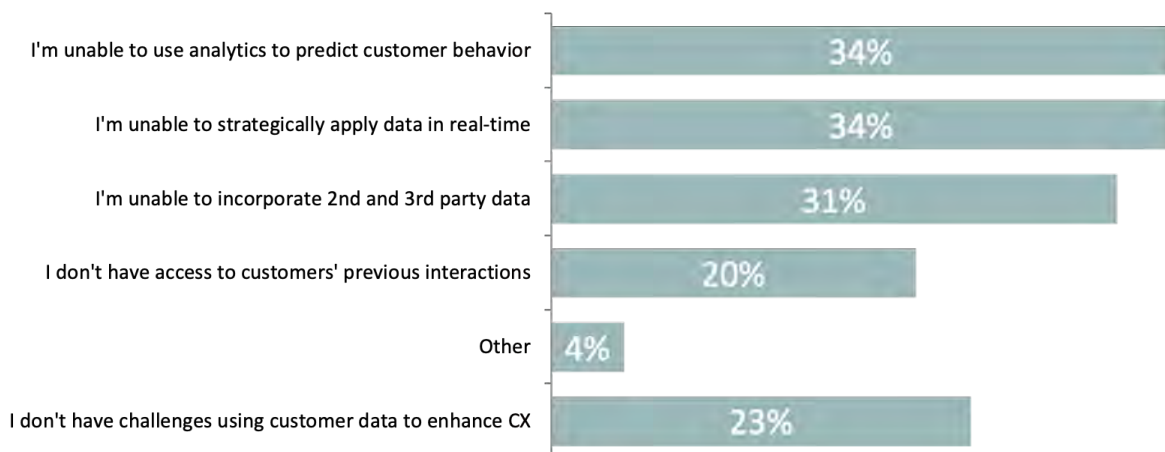 I'm unable to use analytics to predict customer behavior
34%
I'm unable to strategically apply data in real-time
34%
I'm unable to incorporate 2nd and 3rd party data
31%
I don't have access to customers' previous interactions
20%
Other
4%
I don't have challenges using customer data to enhance CX
23%